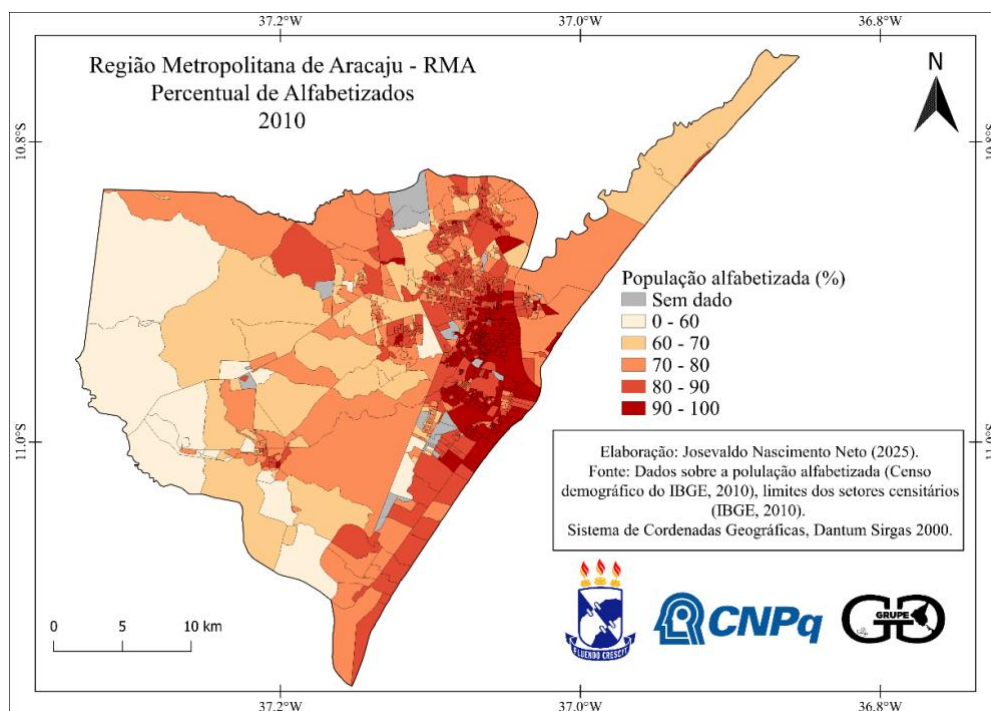 37.2°W
37.0°W
36.8°W
Região Metropolitana de Aracaju - RMA
Percentual de Alfabetizados
2010
N
10.8°S
10.8°S
População alfabetizada (%)
Sem dado
0 - 60
60 - 70
70 - 80
80 - 90
90 - 100
11.0°S
11.0°S
Elaboração: Josevaldo Nascimento Neto (2025).
Fonte: Dados sobre a polulação alfabetizada (Censo
demográfico do IBGE, 2010), limites dos setores censitários
(IBGE, 2010).
Sistema de Cordenadas Geográficas, Dantum Sirgas 2000.
0 5 10 km
LUENDO CRESCIT
CNPq
GRUPE
37.2°W
37.0°W
36.8°W